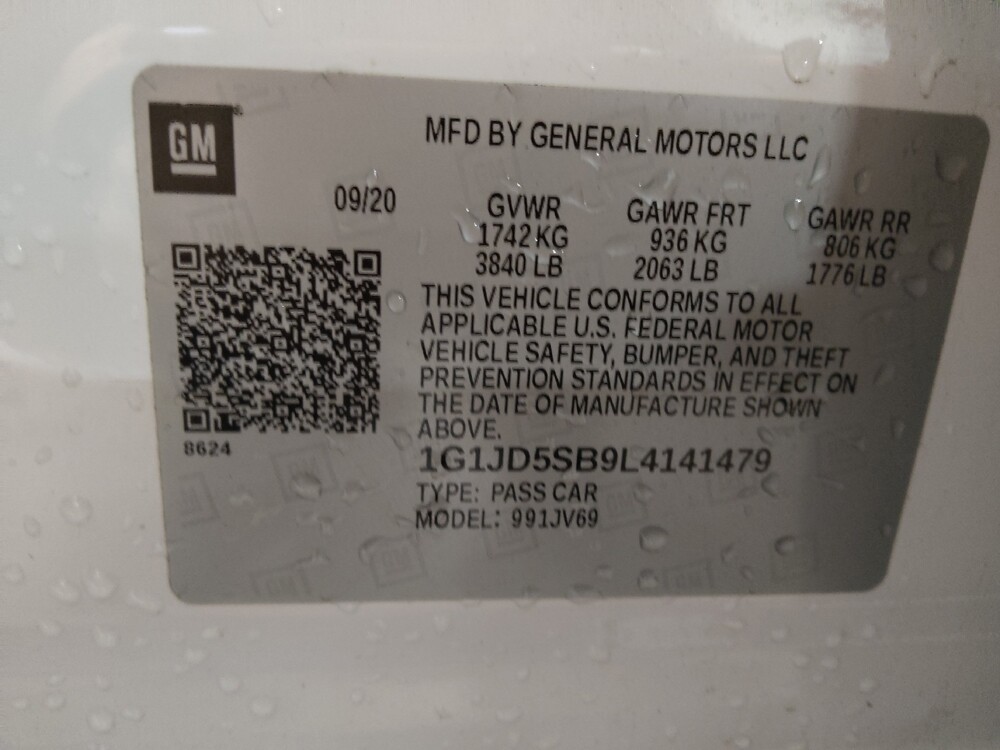 GM
MFD BY GENERAL MOTORS LLC
09/20
GVWR GAWR FRT GAWR RR
1742 KG 936 KG 806 KG
3840 LB 2063 LB 1776 LB
THIS VEHICLE CONFORMS TO ALL
APPLICABLE U.S. FEDERAL MOTOR
VEHICLE SAFETY, BUMPER, AND THEFT
PREVENTION STANDARDS IN EFFECT ON
THE DATE OF MANUFACTURE SHOWN
ABOVE.
8624
1G1JD5SB9L4141479
TYPE: PASS CAR
MODEL: 991JV69